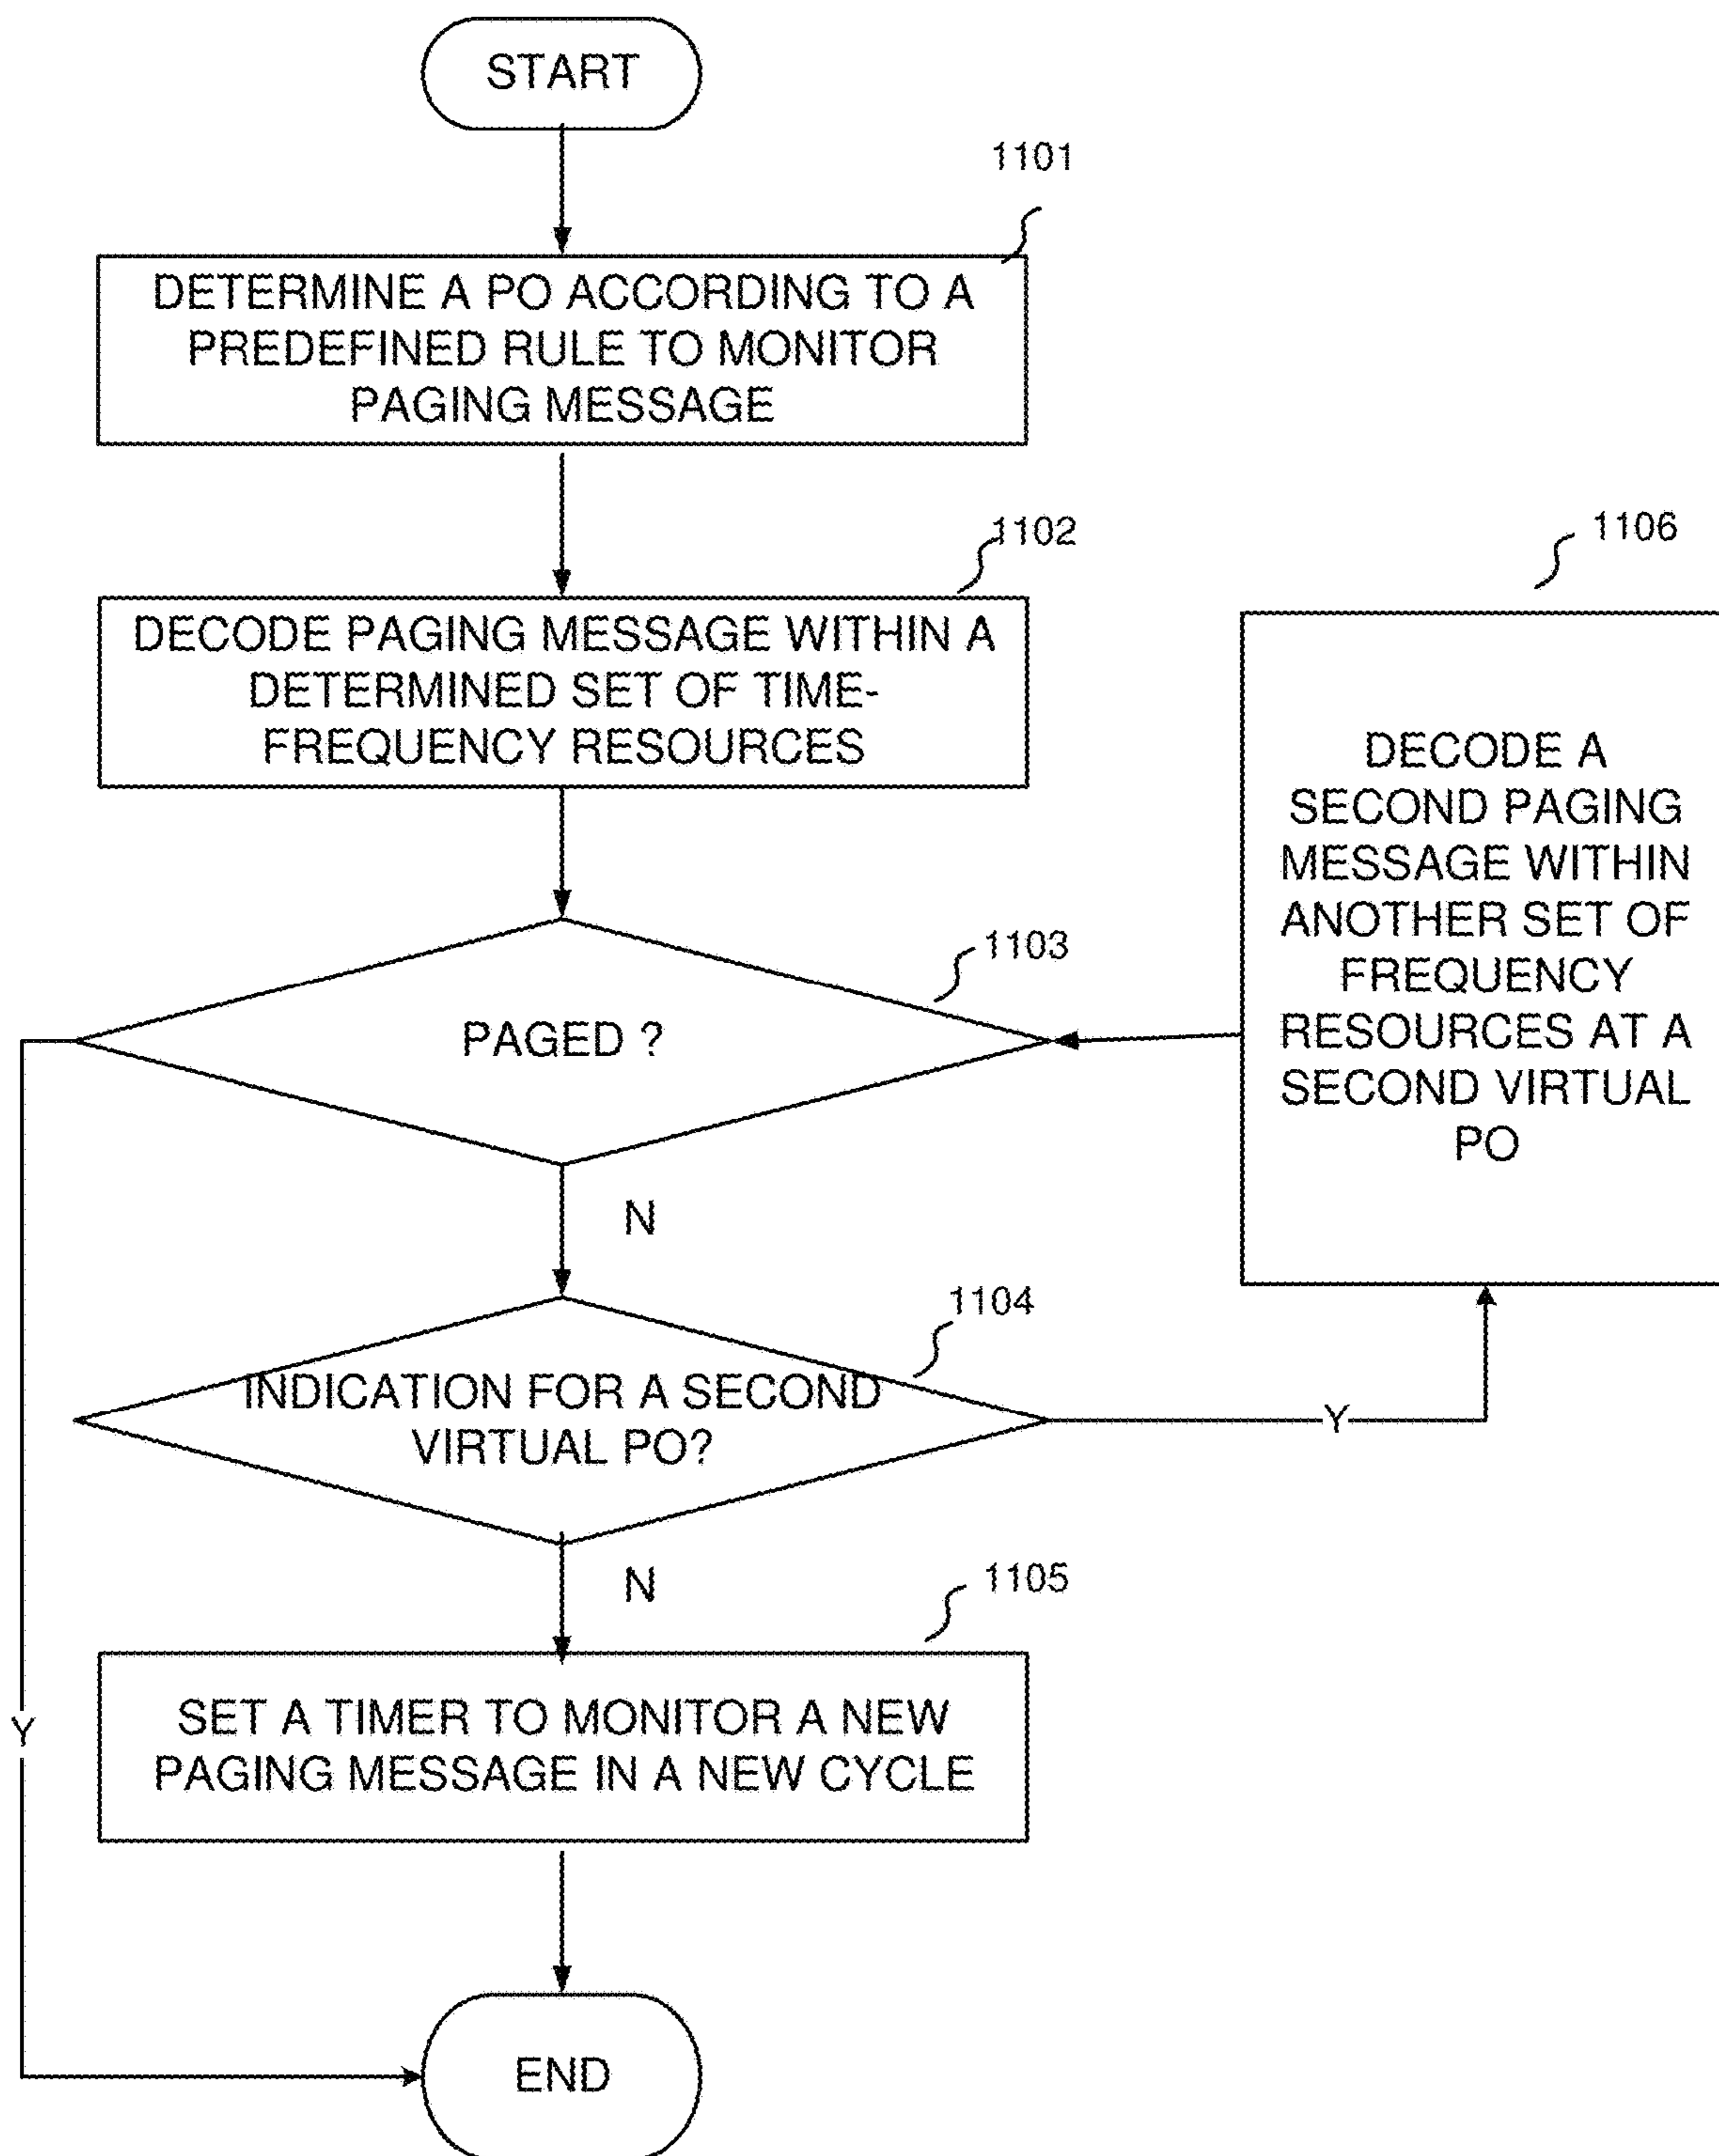 START
1101
DETERMINE A PO ACCORDING TO A
PREDEFINED RULE TO MONITOR
PAGING MESSAGE
1102
DECODE PAGING MESSAGE WITHIN A
DETERMINED SET OF TIME-
FREQUENCY RESOURCES
1106
DECODE A
SECOND PAGING
MESSAGE WITHIN
ANOTHER SET OF
FREQUENCY
RESOURCES AT A
SECOND VIRTUAL
PO
1103
PAGED ?
N
1104
INDICATION FOR A SECOND
VIRTUAL PO?
Y
N
1105
SET A TIMER TO MONITOR A NEW
PAGING MESSAGE IN A NEW CYCLE
Y
END